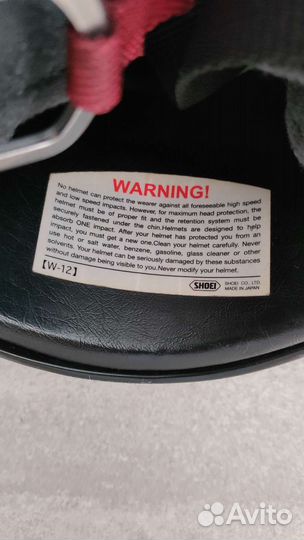 WARNING!
No helmet can protect the wearer against all foreseeable high speed
and low speed impacts. However, for maximum head protection, the
helmet must be of proper fit and the retention system must be
securely fastened under the chin.Helmets are designed to help
absorb ONE impact. After your helmet has protected you from an
impact, you must get a new one.Clean your helmet carefully. Never
use hot or salt water, benzene, gasoline, glass cleaner or other
solvents. Your helmet can be seriously damaged by these substances
without damage being visible to you.Never modify your helmet.
【W-12】
SHOEI
SHOEI CO., LTD.
MADE IN JAPAN
Avito